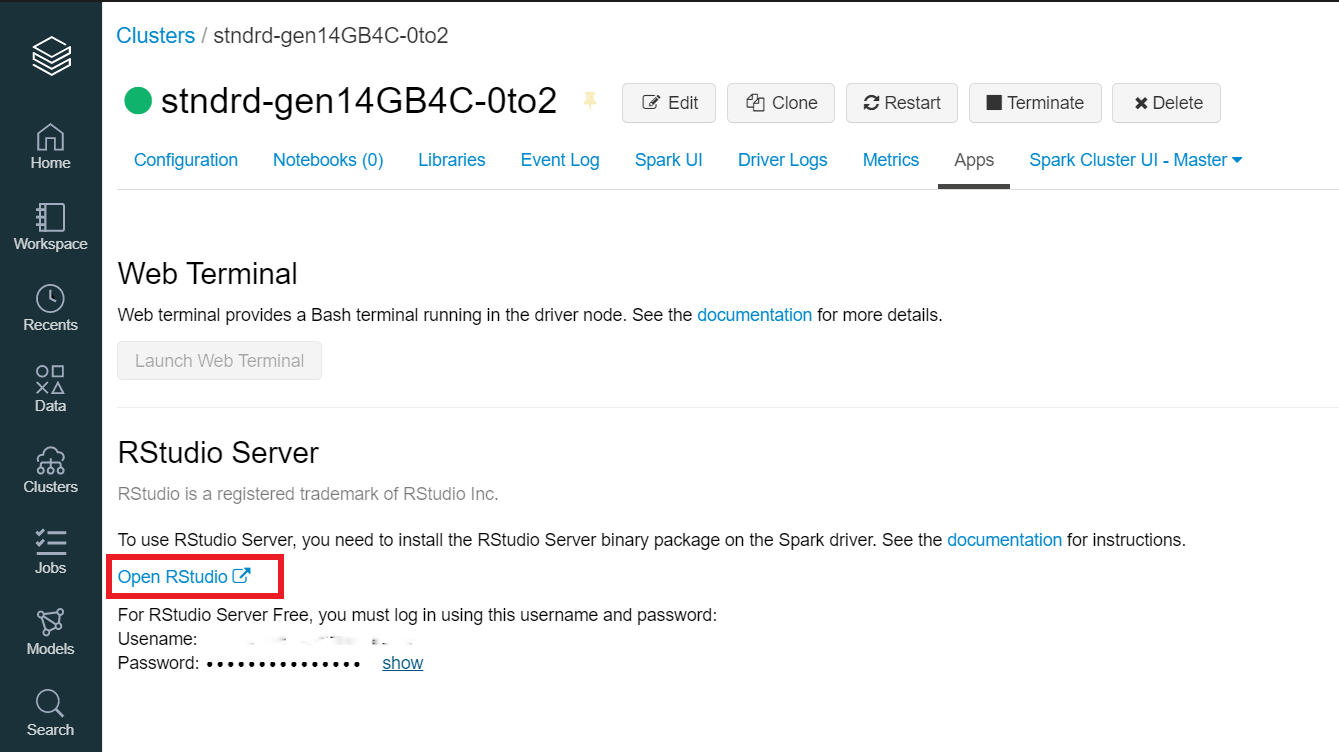 Clusters / stndrd-gen14GB4C-0to2
stndrd-gen14GB4C-0to2 Edit Clone Restart Terminate Delete
Configuration Notebooks (0) Libraries Event Log Spark UI Driver Logs Metrics Apps Spark Cluster UI - Master
Home
Workspace
Recents
Data
Clusters
Jobs
Models
Search
Web Terminal
Web terminal provides a Bash terminal running in the driver node. See the documentation for more details.
Launch Web Terminal
RStudio Server
RStudio is a registered trademark of RStudio Inc.
To use RStudio Server, you need to install the RStudio Server binary package on the Spark driver. See the documentation for instructions.
Open RStudio
For RStudio Server Free, you must log in using this username and password:
Usename:
Password: ••••••••••••••• show